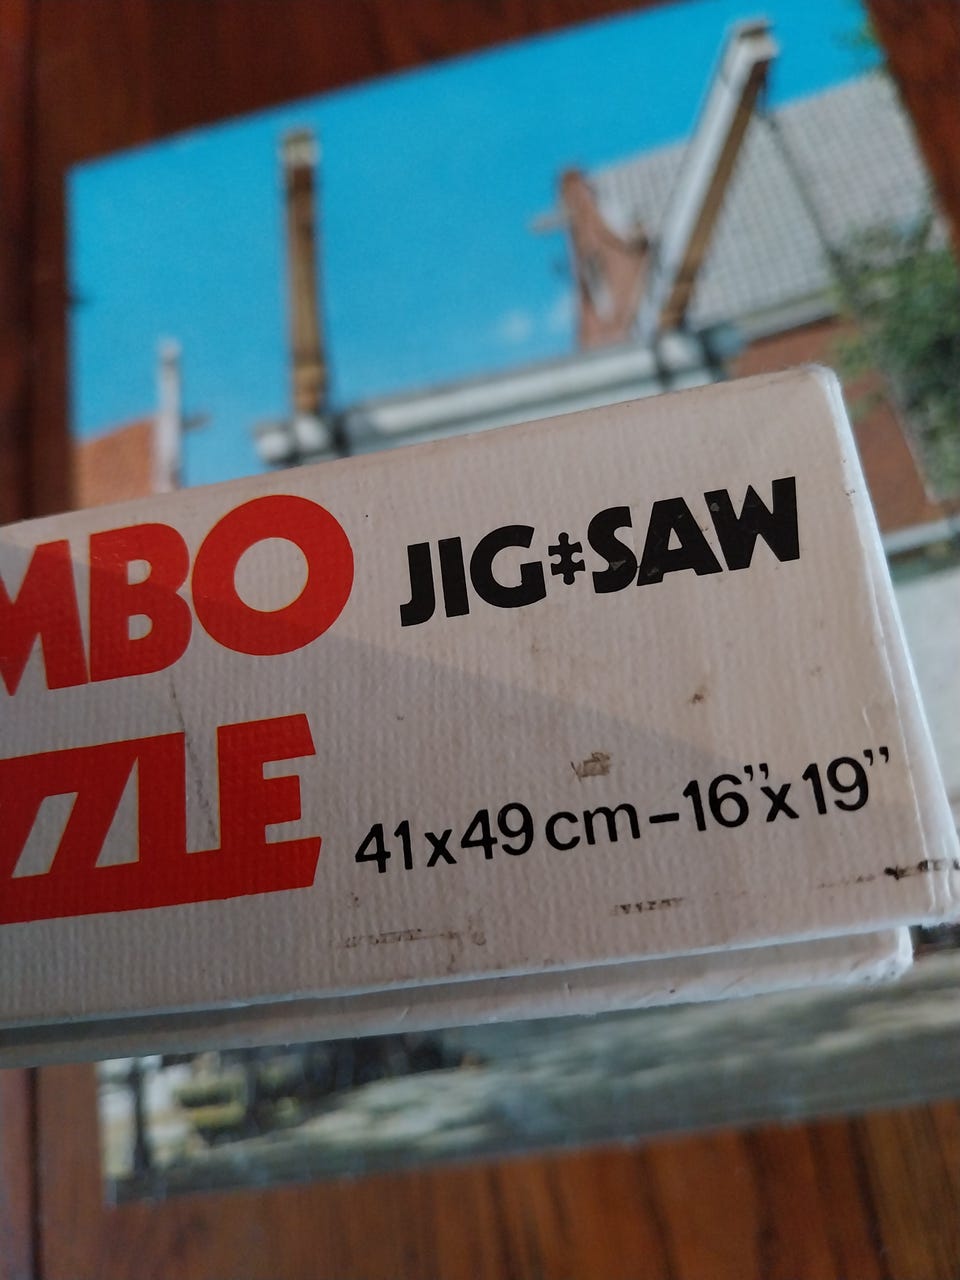 MBO JIG SAW
ZZLE 41x49cm-16"x19"